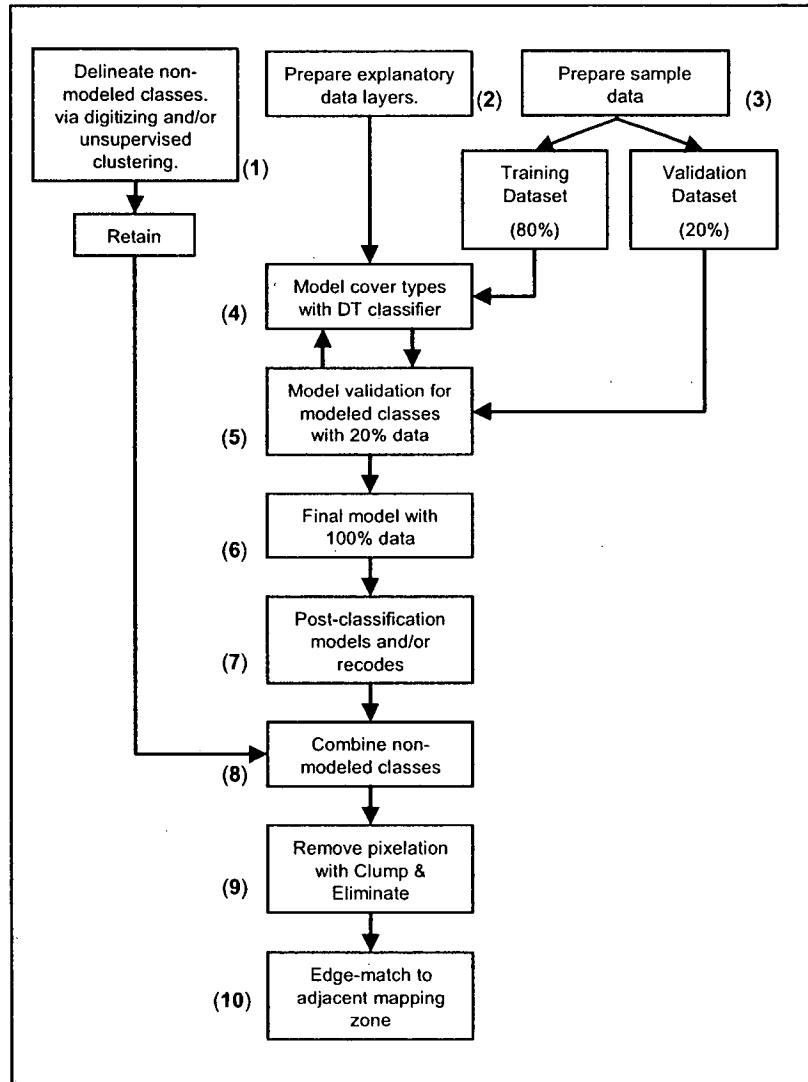 Delineate non-
modeled classes.
via digitizing and/or
unsupervised
clustering.
(1)
Retain
Prepare explanatory
data layers.
(2)
Prepare sample
data
(3)
Training
Dataset
(80%)
Validation
Dataset
(20%)
(4)
Model cover types
with DT classifier
(5)
Model validation for
modeled classes
with 20% data
(6)
Final model with
100% data
(7)
Post-classification
models and/or
recodes
(8)
Combine non-
modeled classes
(9)
Remove pixelation
with Clump &
Eliminate
(10)
Edge-match to
adjacent mapping
zone